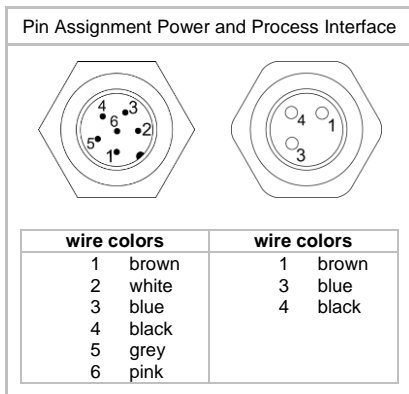 Pin Assignment Power and Process Interface
4 3
6
5 2
1
4 1
3
wire colors wire colors
1 brown 1 brown
2 white 3 blue
3 blue 4 black
4 black
5 grey
6 pink